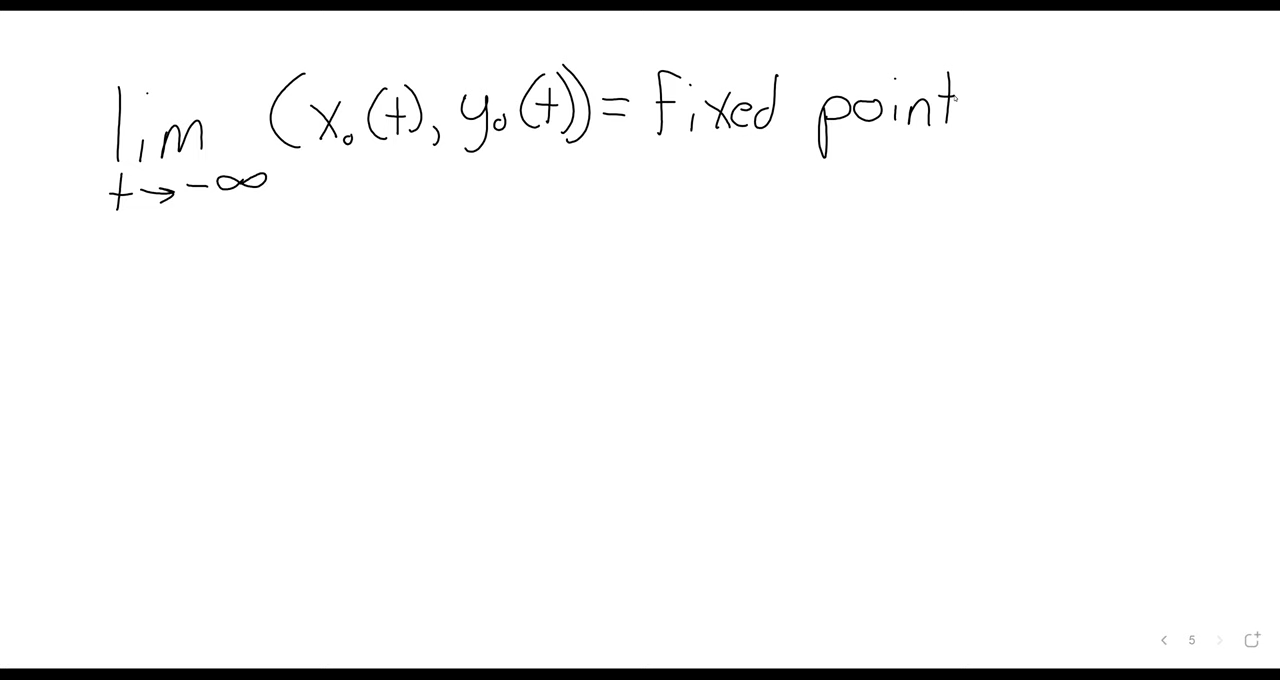 lim (x₀(t), y₀(t)) = fixed point
t → -∞
5